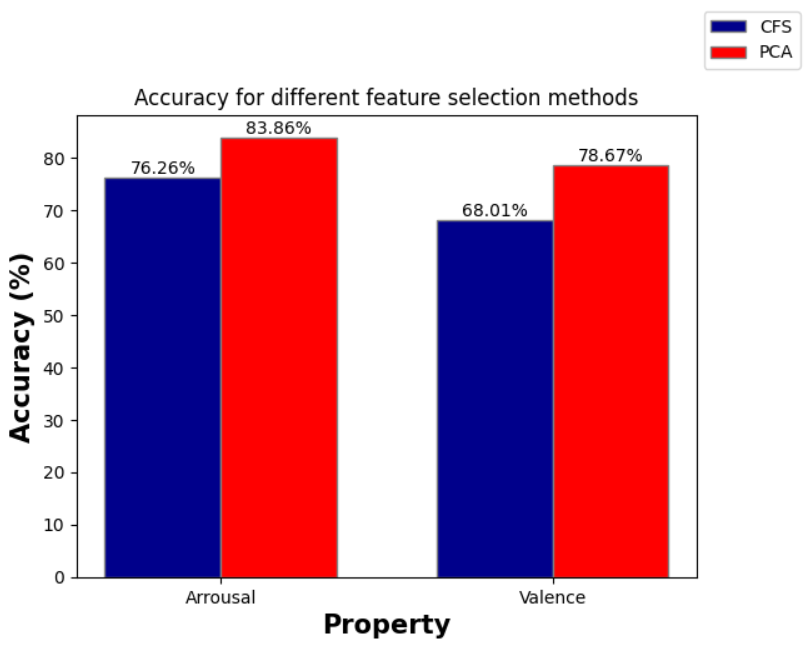 CFS
PCA
Accuracy for different feature selection methods
83.86%
76.26%
78.67%
68.01%
80
70
60
50
40
30
20
10
0
Accuracy (%)
Arrousal
Valence
Property